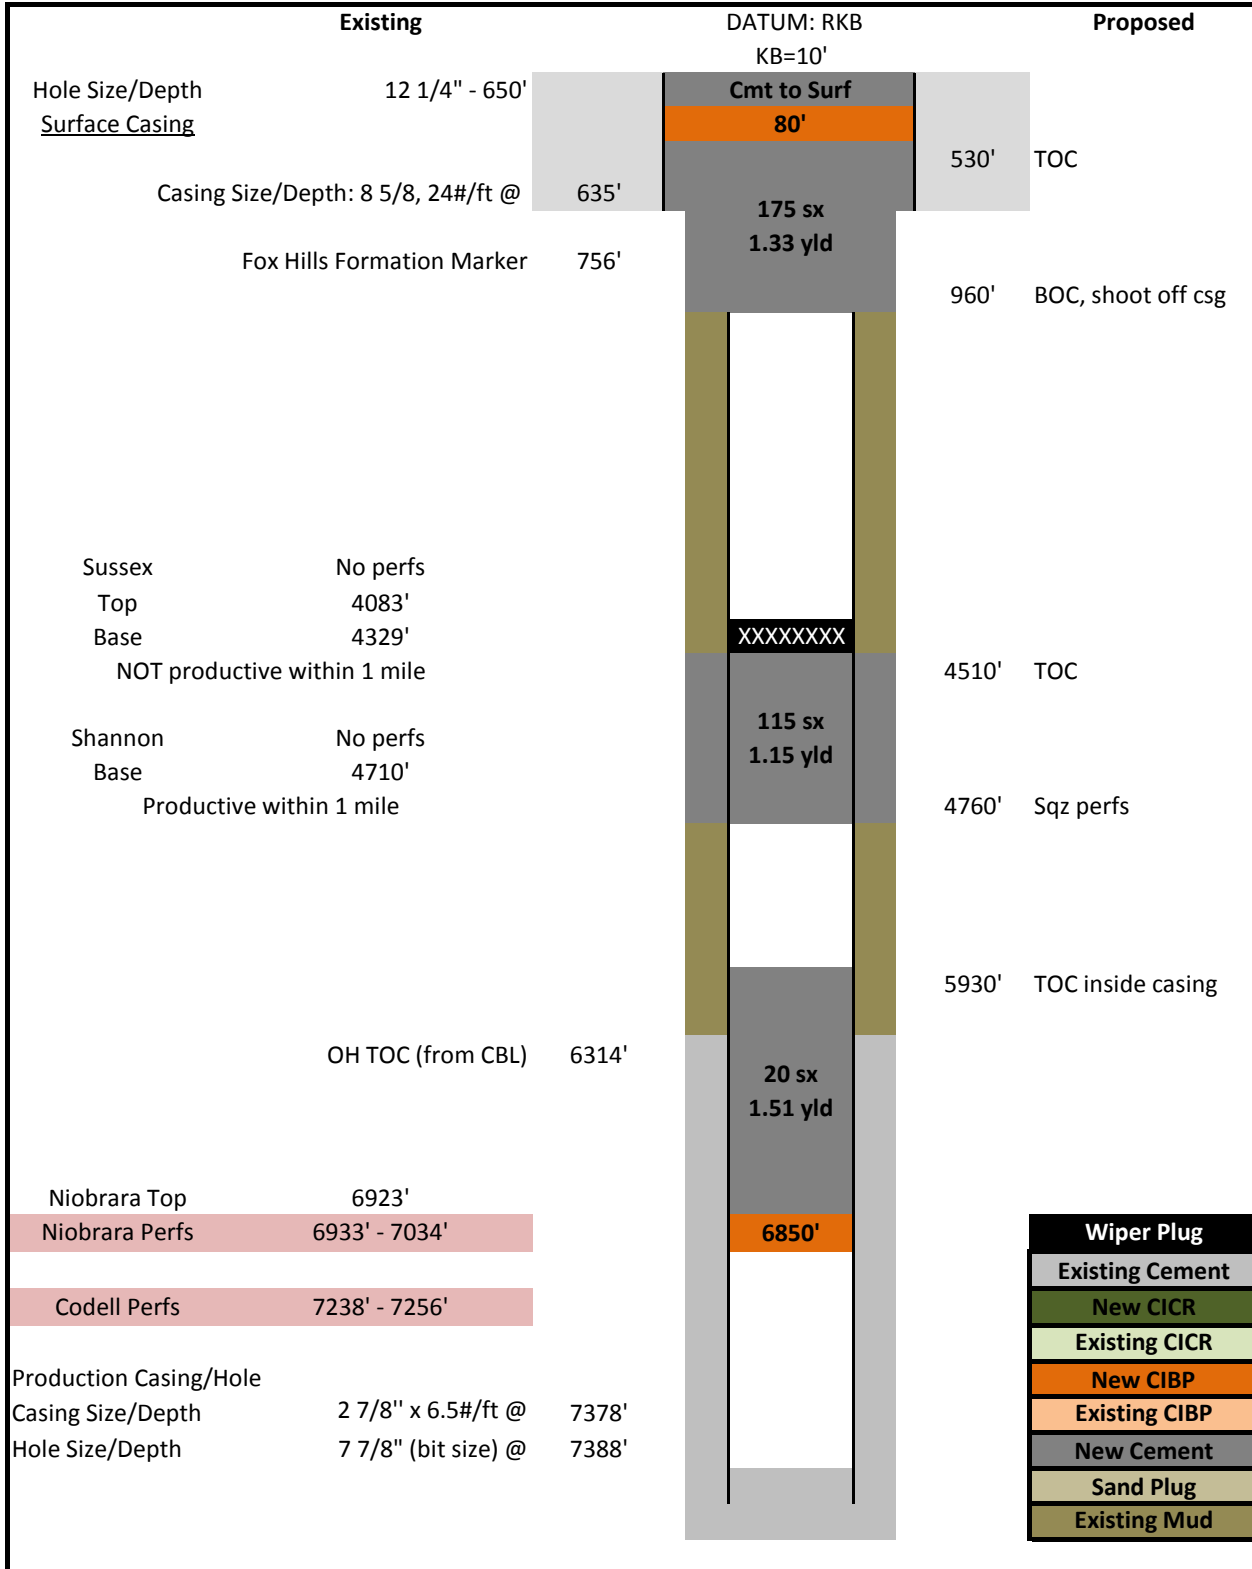 Existing DATUM: RKB Proposed
KB=10'
Hole Size/Depth 12 1/4" - 650' Cmt to Surf
Surface Casing 80'
530' TOC
Casing Size/Depth: 8 5/8, 24#/ft @ 635'
175 sx
1.33 yld
Fox Hills Formation Marker 756'
960' BOC, shoot off csg
Sussex No perfs
Top 4083'
Base 4329' XXXXXXXX
NOT productive within 1 mile 4510' TOC
115 sx
Shannon No perfs
1.15 yld
Base 4710'
Productive within 1 mile 4760' Sqz perfs
5930' TOC inside casing
OH TOC (from CBL) 6314'
20 sx
1.51 yld
Niobrara Top 6923'
Niobrara Perfs 6933' - 7034' 6850' Wiper Plug
Existing Cement
Codell Perfs 7238' - 7256' New CICR
Existing CICR
Production Casing/Hole New CIBP
Casing Size/Depth 2 7/8'' x 6.5#/ft @ 7378' Existing CIBP
Hole Size/Depth 7 7/8" (bit size) @ 7388' New Cement
Sand Plug
Existing Mud